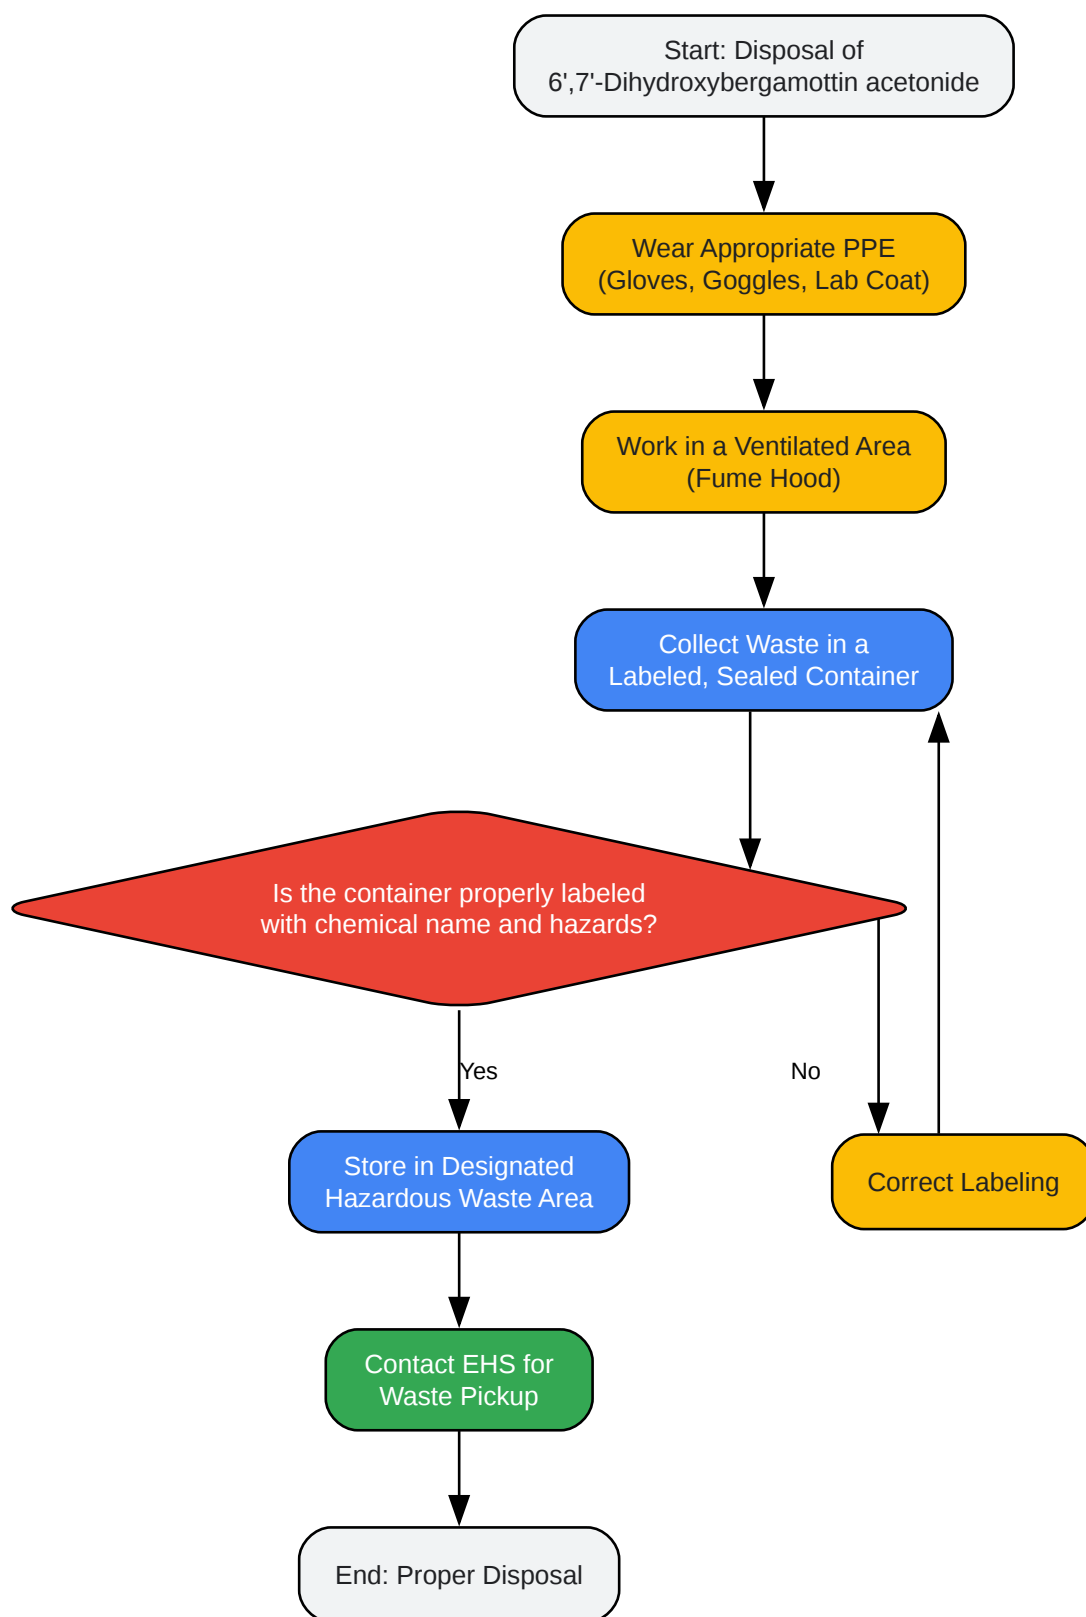 Start: Disposal of
6',7'-Dihydroxybergamottin acetonide
Wear Appropriate PPE
(Gloves, Goggles, Lab Coat)
Work in a Ventilated Area
(Fume Hood)
Collect Waste in a
Labeled, Sealed Container
Is the container properly labeled
with chemical name and hazards?
Yes
No
Store in Designated
Hazardous Waste Area
Correct Labeling
Contact EHS for
Waste Pickup
End: Proper Disposal